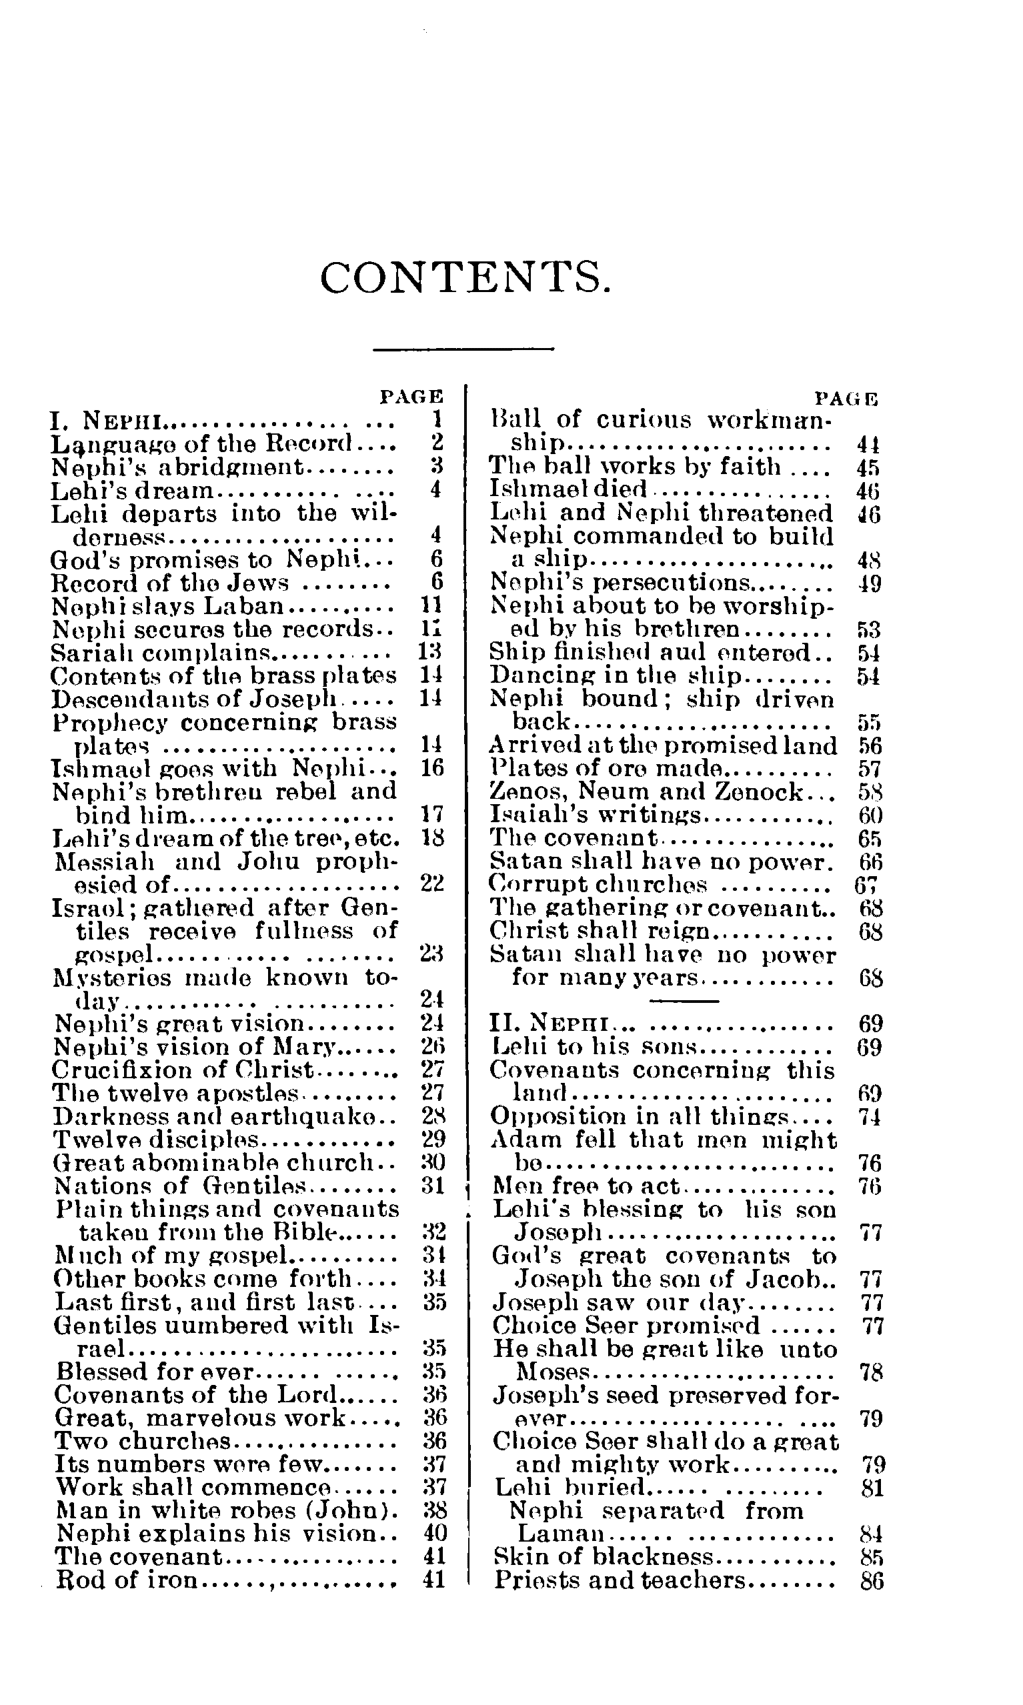 CONTENTS.
PAGE
I. NEPHI.................. ... 1
Language of the Record.... 2
Nephi's abridgment........ 3
Lehi's dream........... .... 4
Lehi departs into the wil-
derness.................... 4
God's promises to Nephi... 6
Record of the Jews ........ 6
Nephi slays Laban.......... 11
Nephi secures the records.. 11
Sariah complains........... 13
Contents of the brass plates 14
Descendants of Joseph...... 14
Prophecy concerning brass
plates ..................... 14
Ishmael goes with Nephi... 16
Nephi's brethren rebel and
bind him................... 17
Lehi's dream of the tree, etc. 18
Messiah and John proph-
esied of.................... 22
Israel; gathered after Gen-
tiles receive fullness of
gospel............ ........ 23
Mysteries made known to-
day............ ........... 24
Nephi's great vision........ 24
Nephi's vision of Mary...... 26
Crucifixion of Christ........ 27
The twelve apostles......... 27
Darkness and earthquake.. 28
Twelve disciples............ 29
Great abominable church.. 30
Nations of Gentiles........ 31
Plain things and covenants
taken from the Bible...... 32
Much of my gospel.......... 34
Other books come forth.... 34
Last first, and first last.... 35
Gentiles uumbered with Is-
rael........................ 35
Blessed for ever...... ...... 35
Covenants of the Lord...... 36
Great, marvelous work..... 36
Two churches............... 36
Its numbers were few....... 37
Work shall commence...... 37
Man in white robes (John). 38
Nephi explains his vision.. 40
The covenant............... 41
Rod of iron......,........... 41
PAGE
Ball of curious workman-
ship........................ 44
The ball works by faith .... 45
Ishmael died................ 46
Lehi and Nephi threatened 46
Nephi commanded to build
a ship...................... 48
Nephi's persecutions........ 49
Nephi about to be worship-
ed by his brethren........ 53
Ship finished aud entered.. 54
Dancing in the ship........ 54
Nephi bound; ship driven
back....................... 55
Arrived at the promised land 56
Plates of ore made.......... 57
Zenos, Neum and Zenock... 58
Isaiah's writings............ 60
The covenant............... 65
Satan shall have no power. 66
Corrupt churches .......... 67
The gathering or covenant.. 68
Christ shall reign........... 68
Satan shall have no power
for many years............ 68
II. NEPHI... ................ 69
Lehi to his sons............ 69
Covenants concerning this
land....................... 69
Opposition in all things.... 74
Adam fell that men might
be.......................... 76
Men free to act.............. 76
Lehi's blessing to his son
Joseph..................... 77
God's great covenants to
Joseph the son of Jacob.. 77
Joseph saw our day........ 77
Choice Seer promised ...... 77
He shall be great like unto
Moses...................... 78
Joseph's seed preserved for-
ever................... .... 79
Choice Seer shall do a great
and mighty work.......... 79
Lehi buried...... ......... 81
Nephi separated from
Laman...... ............. 84
Skin of blackness........... 85
Priests and teachers........ 86